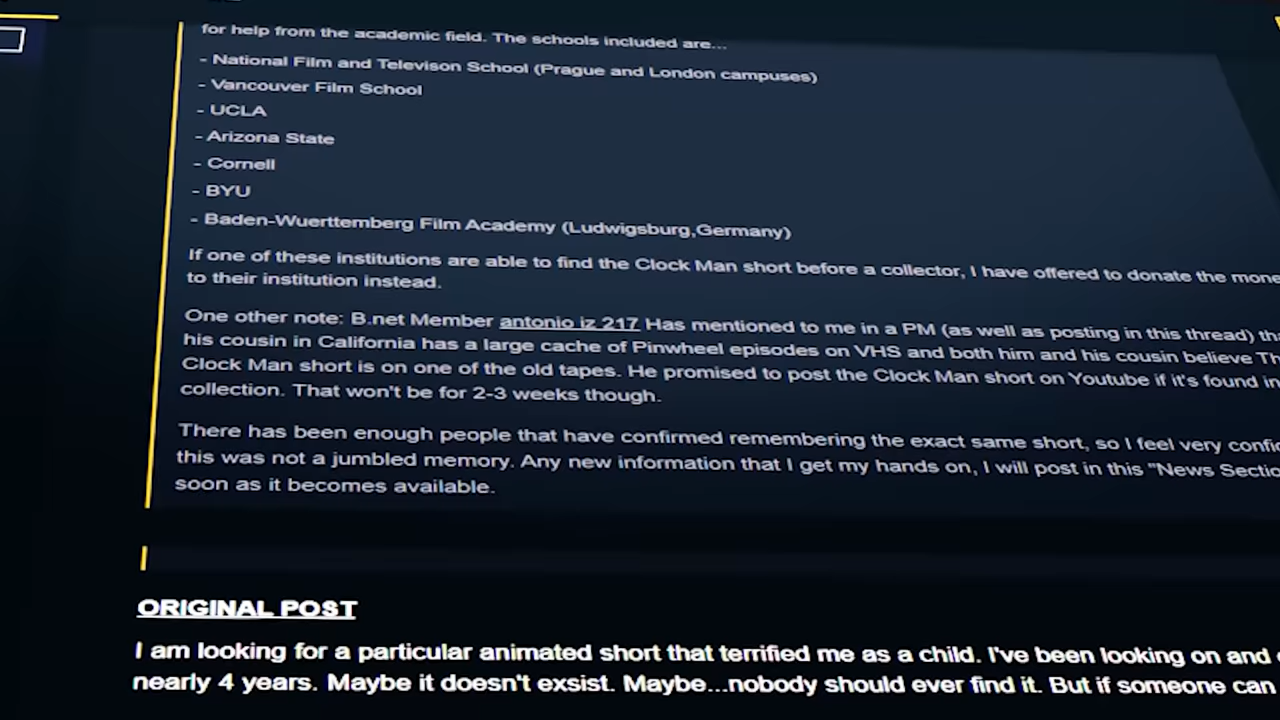 for help from the academic field. The schools included are...
- National Film and Televison School (Prague and London campuses)
- Vancouver Film School
- UCLA
- Arizona State
- Cornell
- BYU
- Baden-Wuerttemberg Film Academy (Ludwigsburg,Germany)
If one of these institutions are able to find the Clock Man short before a collector, I have offered to donate the mone
to their institution instead.
One other note: B.net Member antonio iz 217 Has mentioned to me in a PM (as well as posting in this thread) th
his cousin in California has a large cache of Pinwheel episodes on VHS and both him and his cousin believe Th
Clock Man short is on one of the old tapes. He promised to post the Clock Man short on Youtube if it's found in
collection. That won't be for 2-3 weeks though.
There has been enough people that have confirmed remembering the exact same short, so I feel very confi
this was not a jumbled memory. Any new information that I get my hands on, I will post in this "News Sectio
soon as it becomes available.
ORIGINAL POST
I am looking for a particular animated short that terrified me as a child. I've been looking on and
nearly 4 years. Maybe it doesn't exsist. Maybe...nobody should ever find it. But if someone can